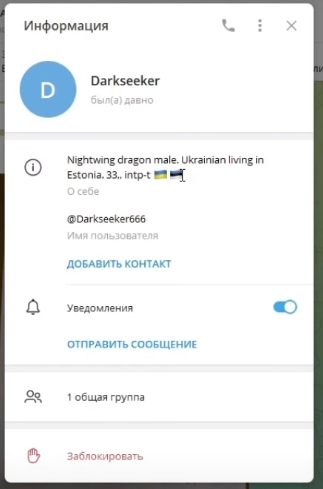 Информация
D
Darkseeker
был(а) давно
Nightwing dragon male. Ukrainian living in
Estonia. 33,. intp-t 🇺🇦 🇪🇪
О себе
@Darkseeker666
Имя пользователя
ДОБАВИТЬ КОНТАКТ
Уведомления
ОТПРАВИТЬ СООБЩЕНИЕ
1 общая группа
Заблокировать